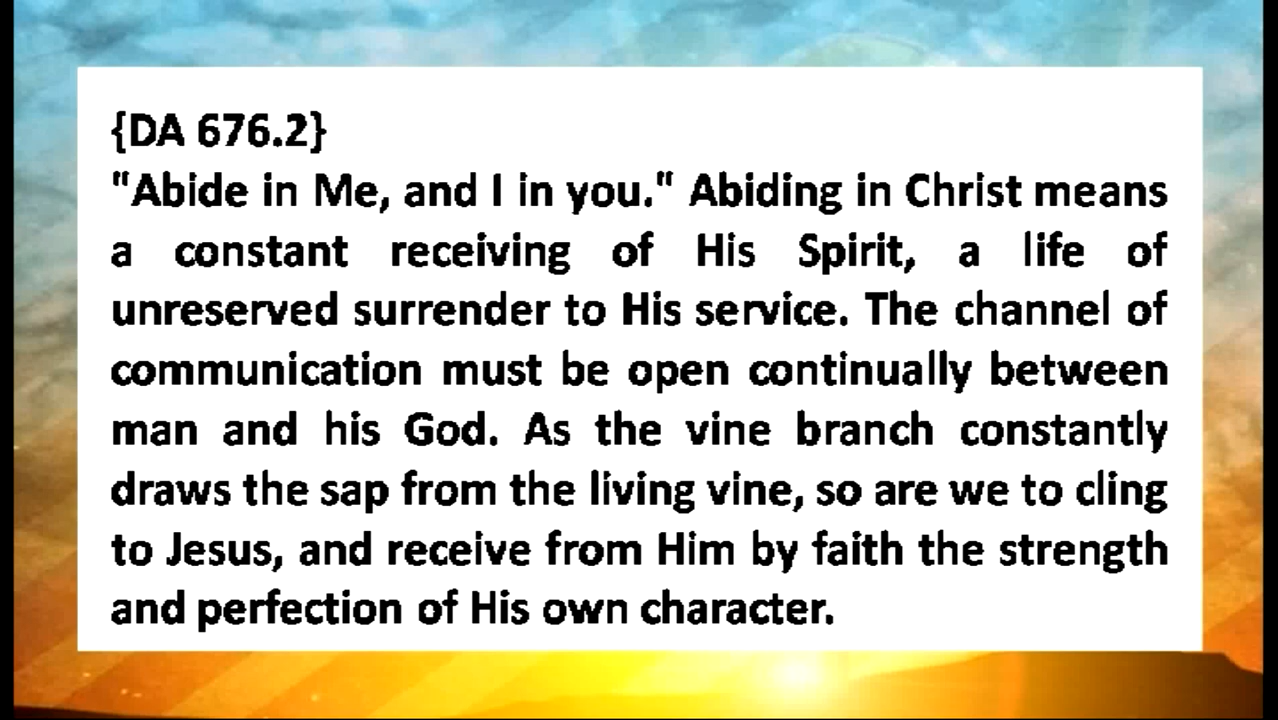 {DA 676.2}
"Abide in Me, and I in you." Abiding in Christ means
a constant receiving of His Spirit, a life of
unreserved surrender to His service. The channel of
communication must be open continually between
man and his God. As the vine branch constantly
draws the sap from the living vine, so are we to cling
to Jesus, and receive from Him by faith the strength
and perfection of His own character.